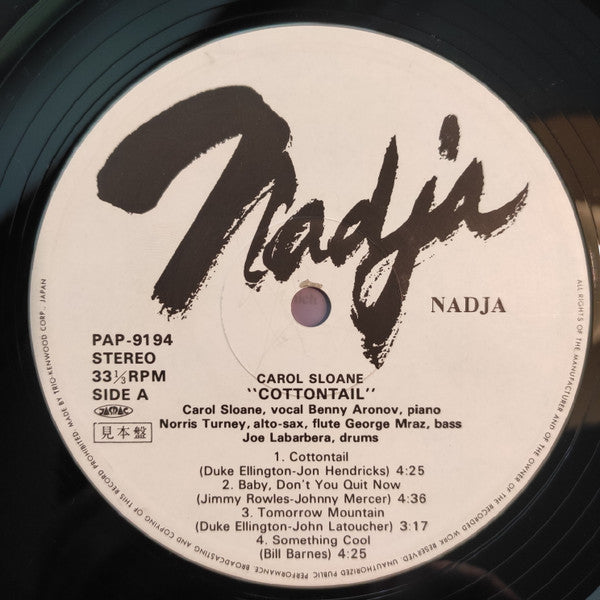 Nadja
NADJA
PAP-9194
STEREO
33⅓RPM
SIDE A
JASRAC
見本盤
CAROL SLOANE
"COTTONTAIL"
Carol Sloane, vocal Benny Aronov, piano
Norris Turney, alto-sax, flute George Mraz, bass
Joe Labarbera, drums
1. Cottontail
(Duke Ellington-Jon Hendricks) 4:25
2. Baby, Don't You Quit Now
(Jimmy Rowles-Johnny Mercer) 4:36
3. Tomorrow Mountain
(Duke Ellington-John Latoucher) 3:17
4. Something Cool
(Bill Barnes) 4:25
ALL RIGHTS OF THE MANUFACTURER AND OF THE OWNER OF THE RECORDED WORK RESERVED. UNAUTHORIZED PUBLIC PERFORMANCE, BROADCASTING AND COPYING OF THIS RECORD PROHIBITED. MADE BY TRIO-KENWOOD CORP., JAPAN